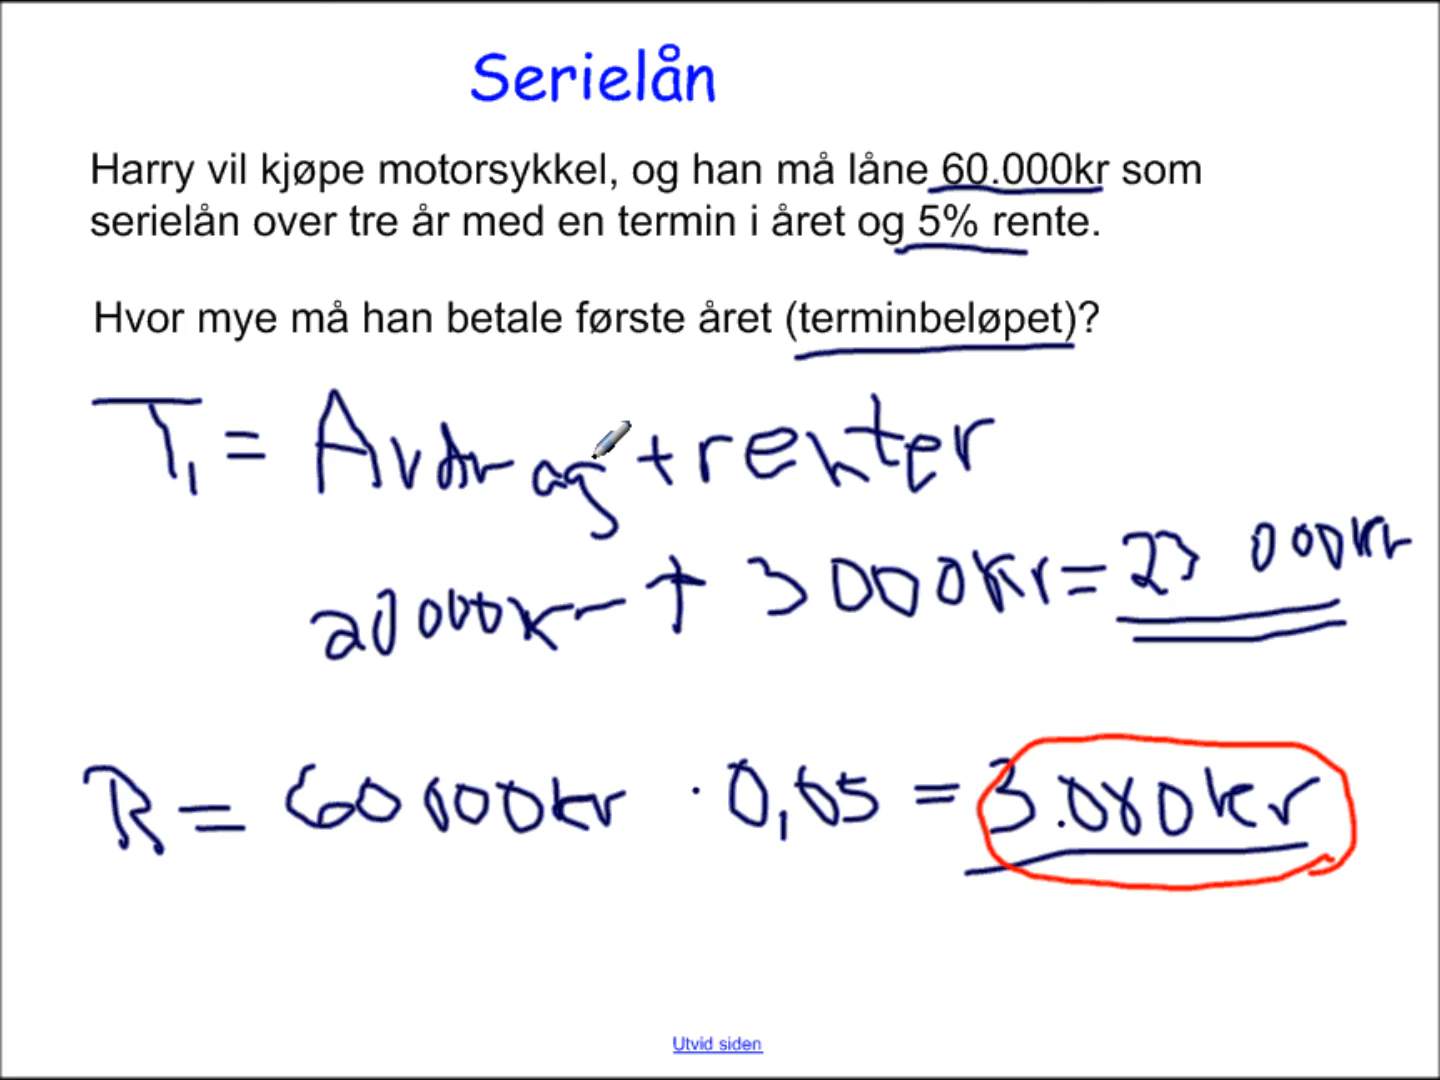 Serielån
Harry vil kjøpe motorsykkel, og han må låne 60.000kr som
serielån over tre år med en termin i året og 5% rente.
Hvor mye må han betale første året (terminbeløpet)?
T₁ = Avdrag + renter
20 000kr + 3 000kr = 23 000kr
R = 60 000kr · 0,05 = 3.000kr
Utvid siden